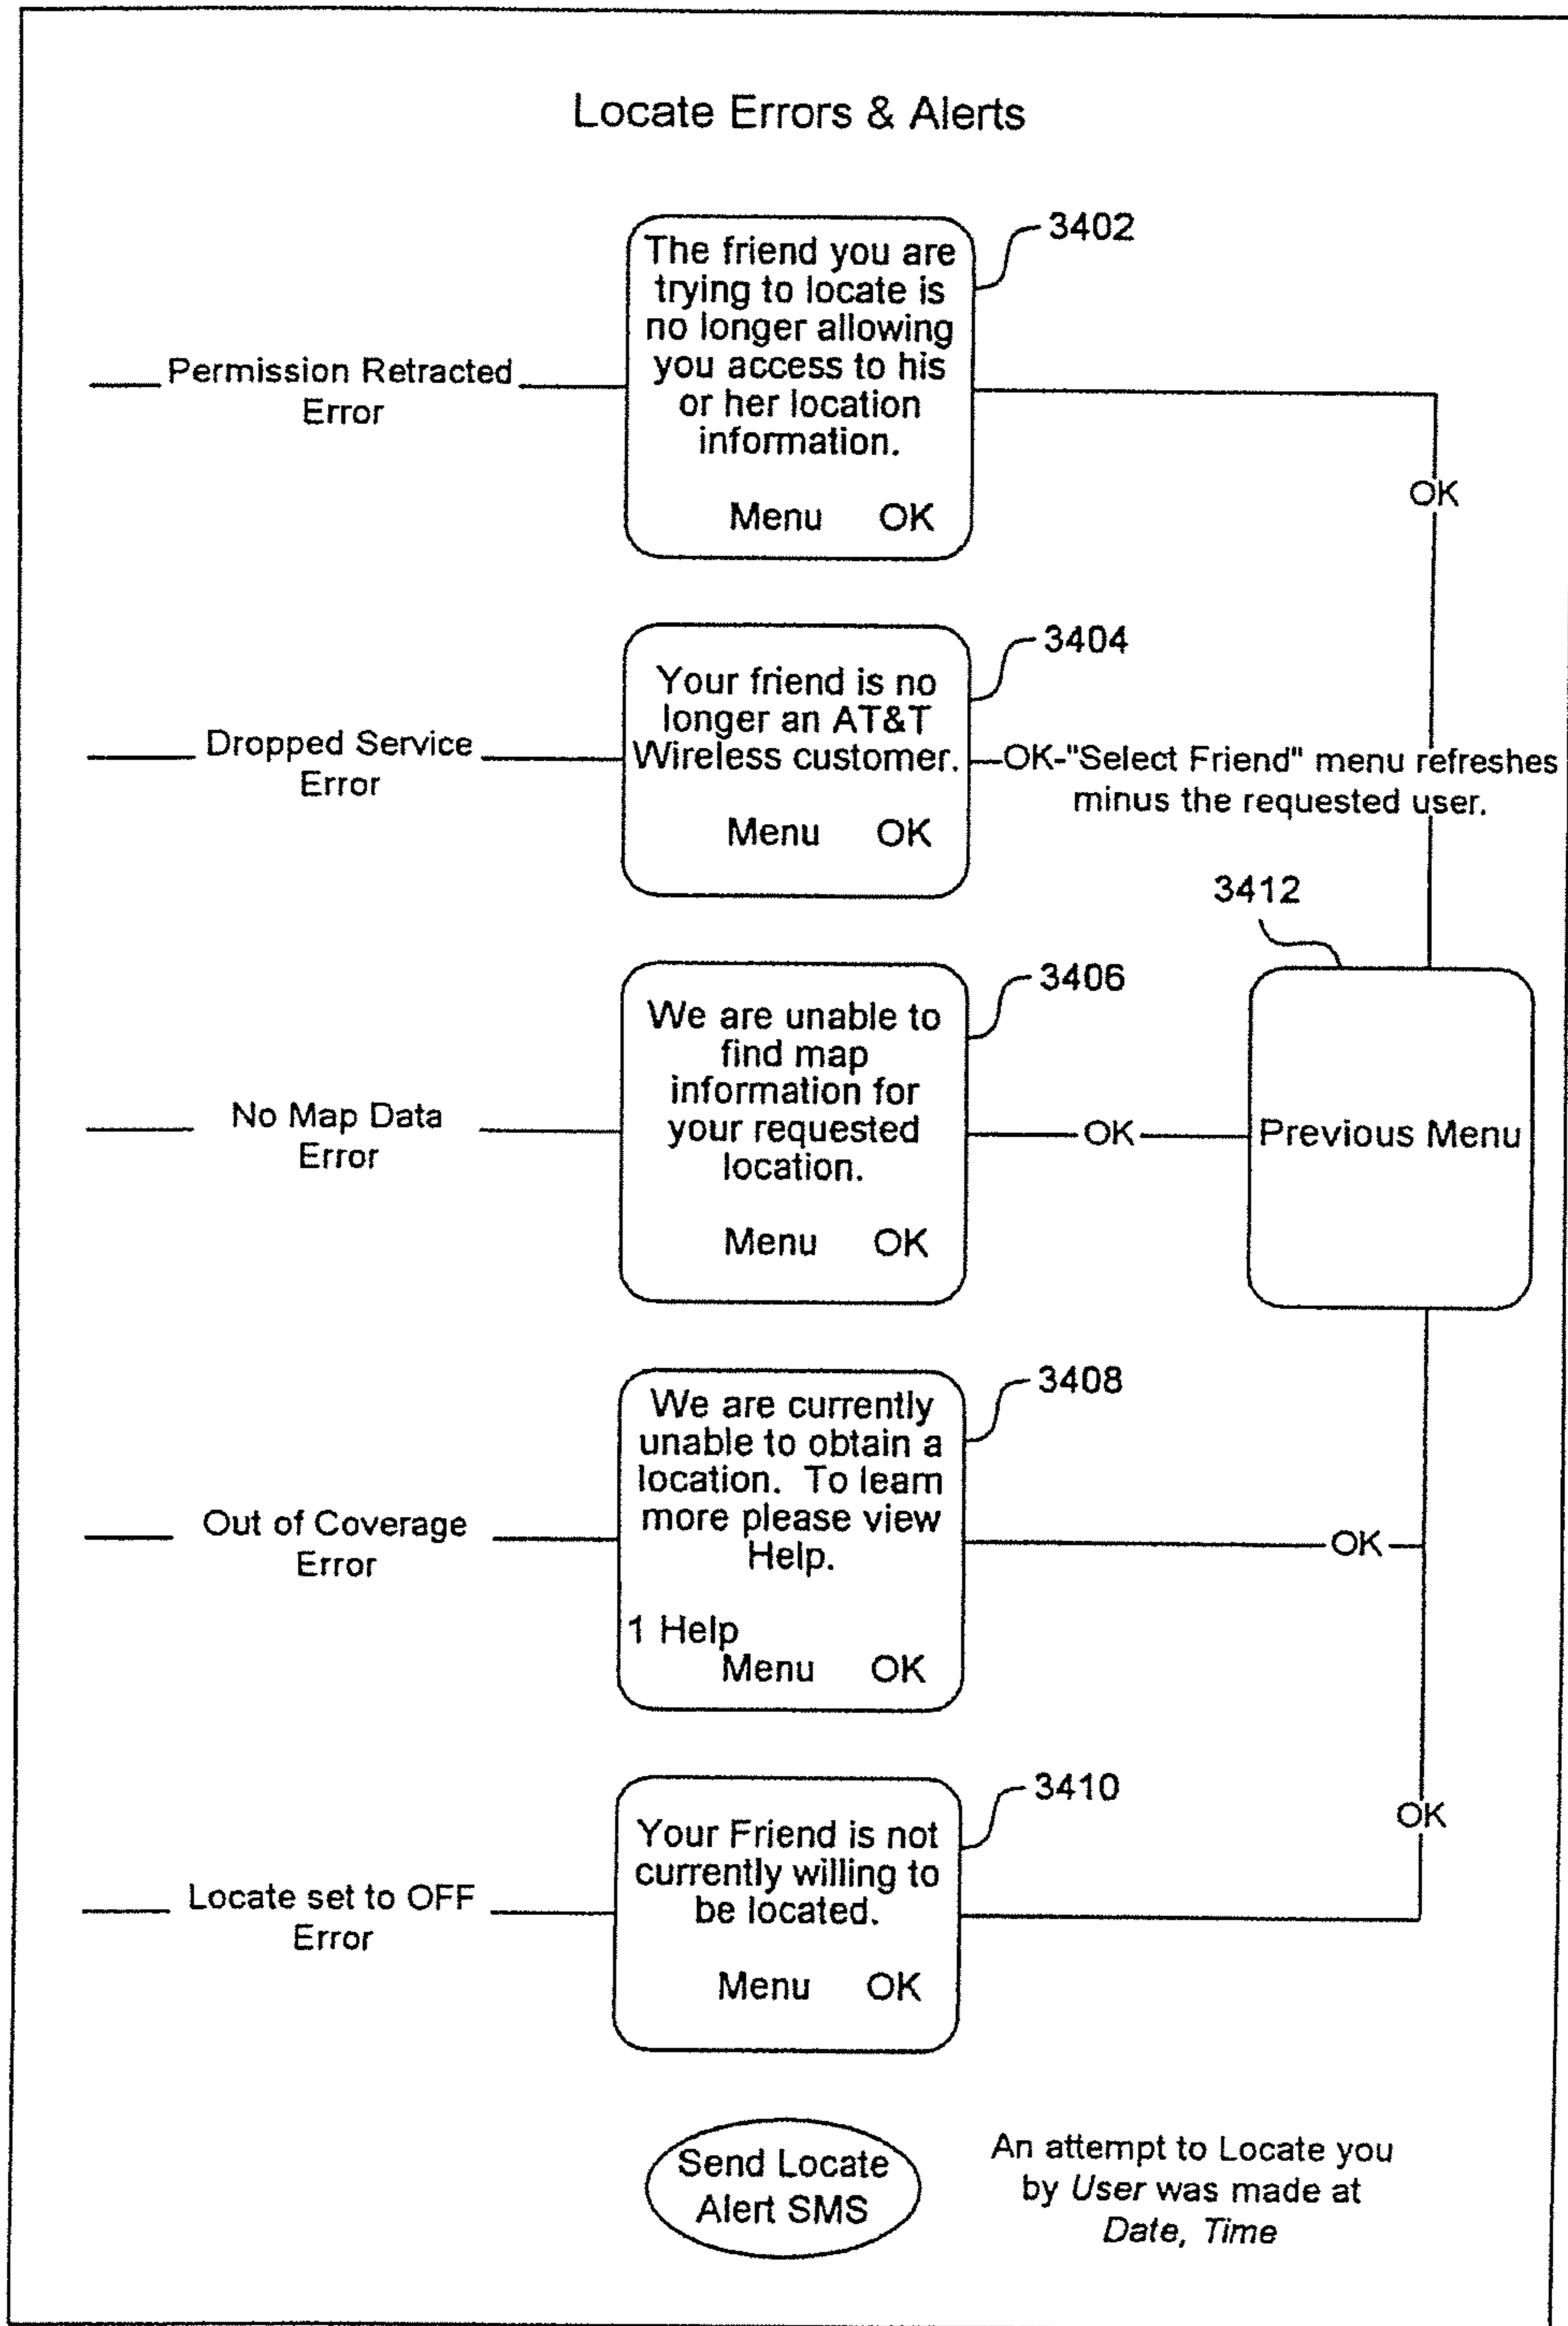 Locate Errors & Alerts
3402
The friend you are
trying to locate is
no longer allowing
you access to his
or her location
information.
Menu OK
Permission Retracted
Error
OK
3404
Your friend is no
longer an AT&T
Wireless customer.
Menu OK
Dropped Service
Error
OK-"Select Friend" menu refreshes
minus the requested user.
3412
3406
We are unable to
find map
information for
your requested
location.
Menu OK
No Map Data
Error
OK
Previous Menu
3408
We are currently
unable to obtain a
location. To learn
more please view
Help.
1 Help
Menu OK
Out of Coverage
Error
OK
3410
Your Friend is not
currently willing to
be located.
Menu OK
Locate set to OFF
Error
OK
Send Locate
Alert SMS
An attempt to Locate you
by User was made at
Date, Time